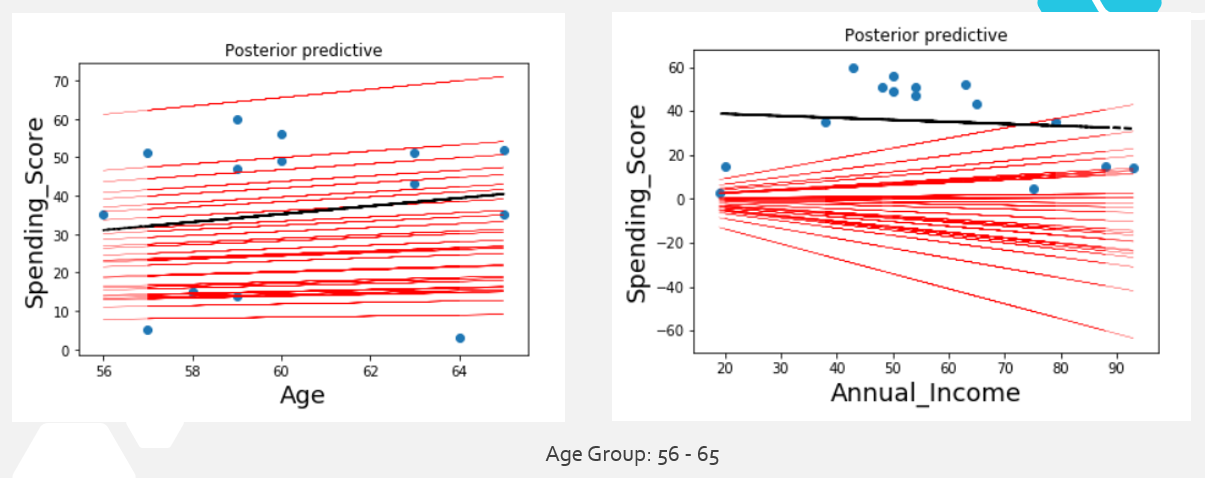 Posterior predictive
70
60
50
40
30
20
10
0
Spending_Score
56 58 60 62 64
Age
Posterior predictive
60
40
20
0
−20
−40
−60
Spending_Score
20 30 40 50 60 70 80 90
Annual_Income
Age Group: 56 - 65